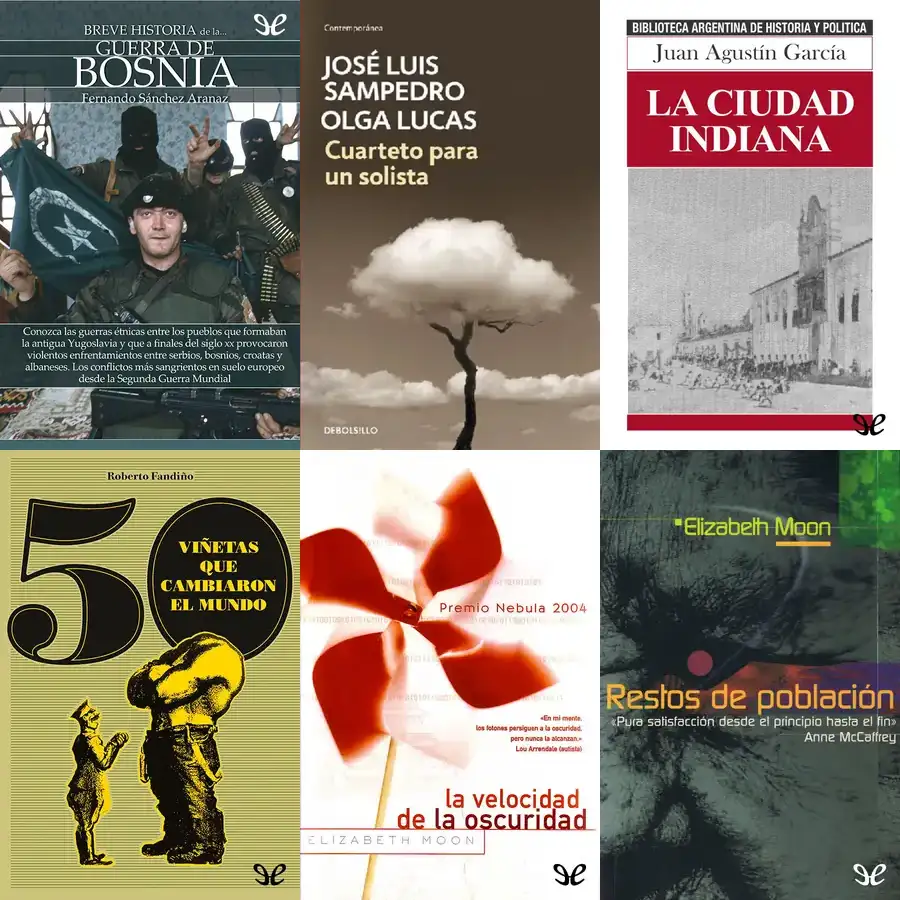 BREVE HISTORIA de la...
GUERRA DE
BOSNIA
Fernando Sánchez Aranaz
Conozca las guerras étnicas entre los pueblos que formaban
la antigua Yugoslavia y que a finales del siglo XX provocaron
violentos enfrentamientos entre serbios, bosnios, croatas y
albaneses. Los conflictos más sangrientos en suelo europeo
desde la Segunda Guerra Mundial
Contemporánea
JOSÉ LUIS
SAMPEDRO
OLGA LUCAS
Cuarteto para
un solista
DEBOLS!LLO
BIBLIOTECA ARGENTINA DE HISTORIA Y POLITICA
Juan Agustín García
LA CIUDAD
INDIANA
Roberto Fandiño
50
VIÑETAS
QUE
CAMBIARON
EL MUNDO
Premio Nebula 2004
«En mi mente,
los fotones persiguen a la oscuridad,
pero nunca la alcanzan.»
Lou Arrendale (autista)
la velocidad
de la oscuridad
ELIZABETH MOON
Elizabeth Moon
Restos de población
«Pura satisfacción desde el principio hasta el fin»
Anne McCaffrey